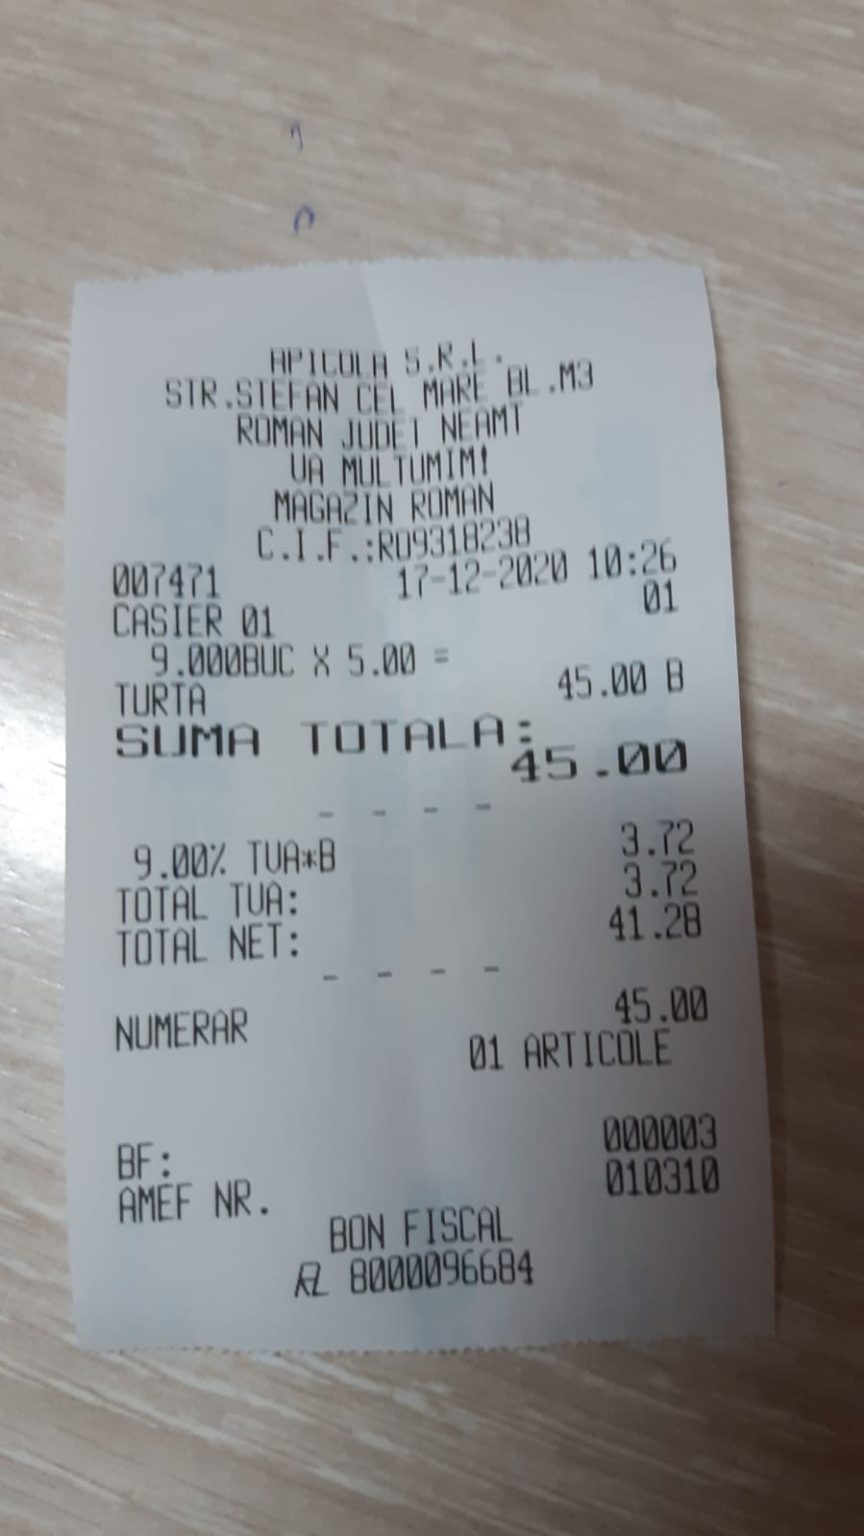 APICOLA S.R.L.
STR.STEFAN CEL MARE BL.M3
ROMAN JUDET NEAMT
VA MULTUMIM!
MAGAZIN ROMAN
C.I.F.:RO9318238
007471 17-12-2020 10:26
CASIER 01 01
9.000BUC X 5.00 =
TURTA 45.00 B
SUMA TOTALA:
45.00
- - - -
9.00% TVA*B 3.72
TOTAL TVA: 3.72
TOTAL NET: 41.28
- - - -
NUMERAR 45.00
01 ARTICOLE
BF: 000003
AMEF NR. 010310
BON FISCAL
8000096684